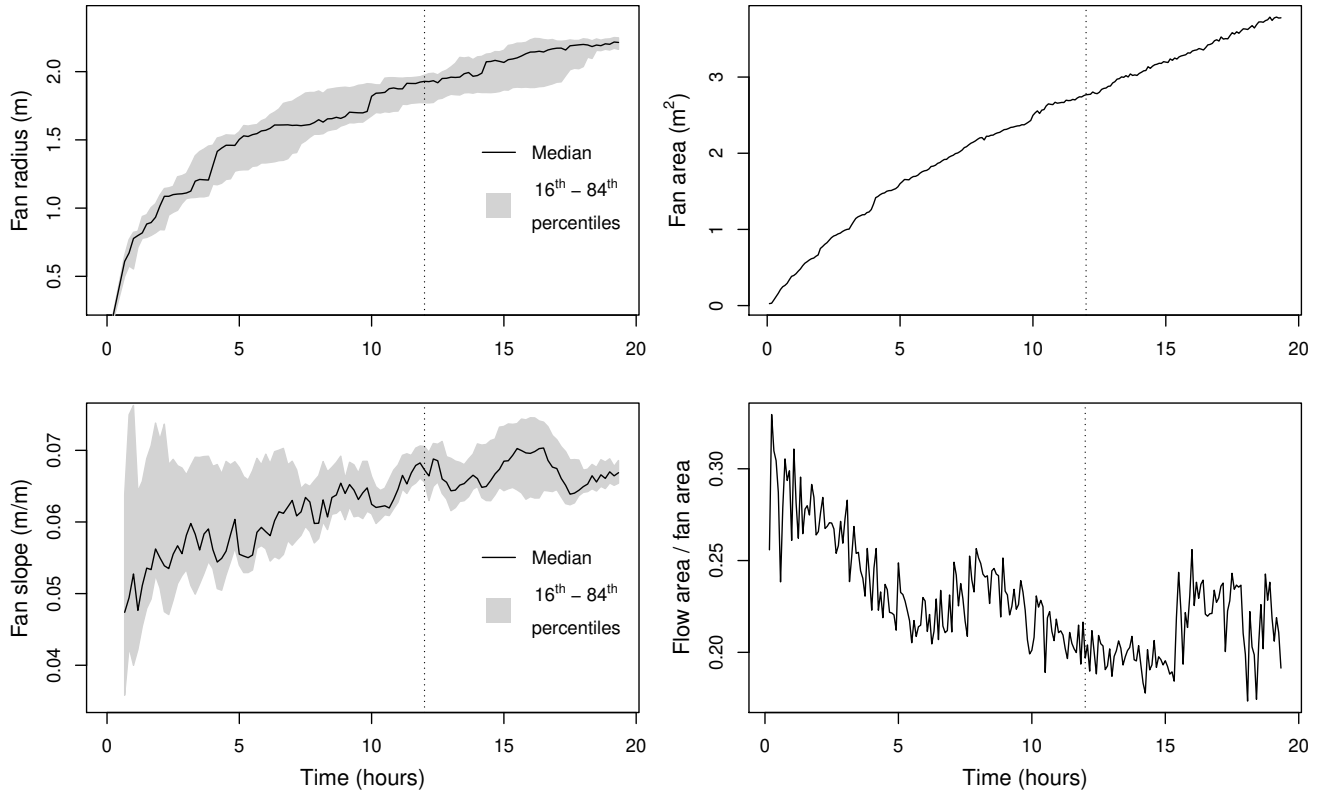 Fan radius (m)
0.5 1.0 1.5 2.0
Median
16th – 84th
percentiles
0 5 10 15 20
Fan area (m2)
0 1 2 3
0 5 10 15 20
Fan slope (m/m)
0.04 0.05 0.06 0.07
Median
16th – 84th
percentiles
0 5 10 15 20
Time (hours)
Flow area / fan area
0.20 0.25 0.30
0 5 10 15 20
Time (hours)